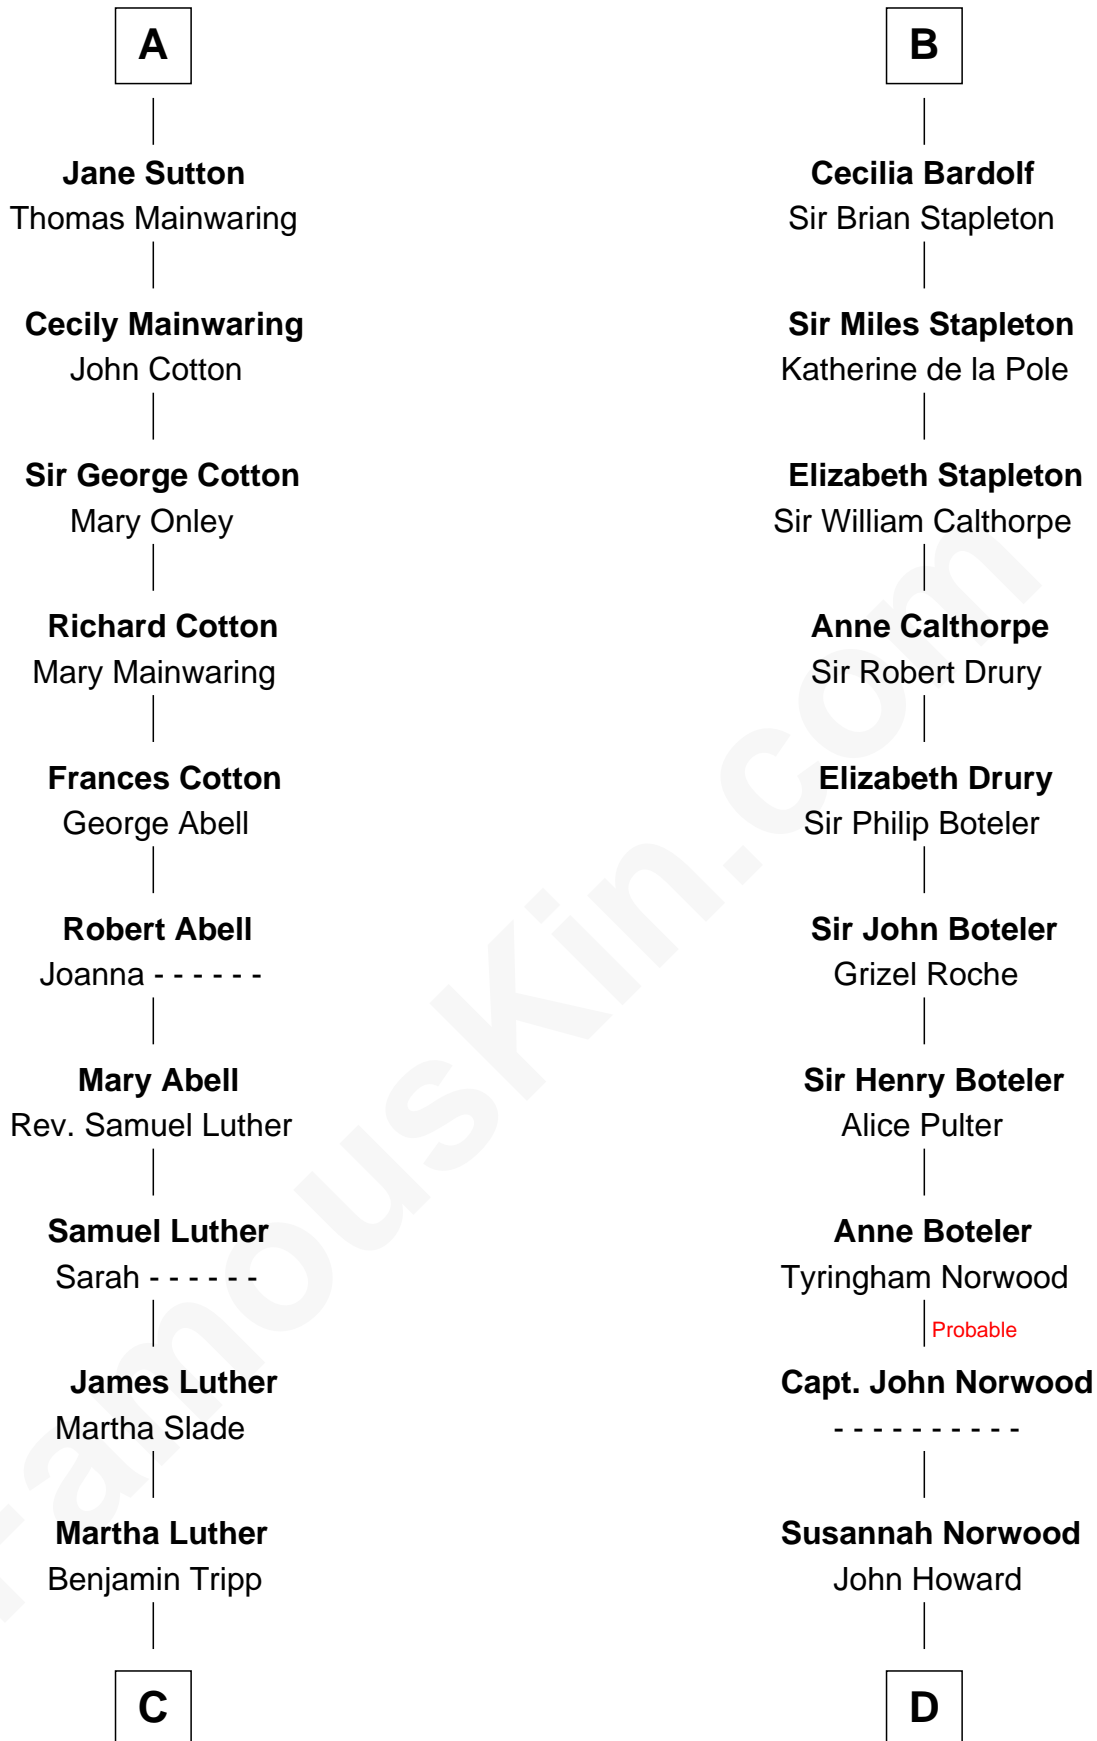 A
Jane Sutton
Thomas Mainwaring
Cecily Mainwaring
John Cotton
Sir George Cotton
Mary Onley
Richard Cotton
Mary Mainwaring
Frances Cotton
George Abell
Robert Abell
Joanna - - - - - -
Mary Abell
Rev. Samuel Luther
Samuel Luther
Sarah - - - - - -
James Luther
Martha Slade
Martha Luther
Benjamin Tripp
C
B
Cecilia Bardolf
Sir Brian Stapleton
Sir Miles Stapleton
Katherine de la Pole
Elizabeth Stapleton
Sir William Calthorpe
Anne Calthorpe
Sir Robert Drury
Elizabeth Drury
Sir Philip Boteler
Sir John Boteler
Grizel Roche
Sir Henry Boteler
Alice Pulter
Anne Boteler
Tyringham Norwood
Probable
Capt. John Norwood
- - - - - - - - - -
Susannah Norwood
John Howard
D
FamousKin.com